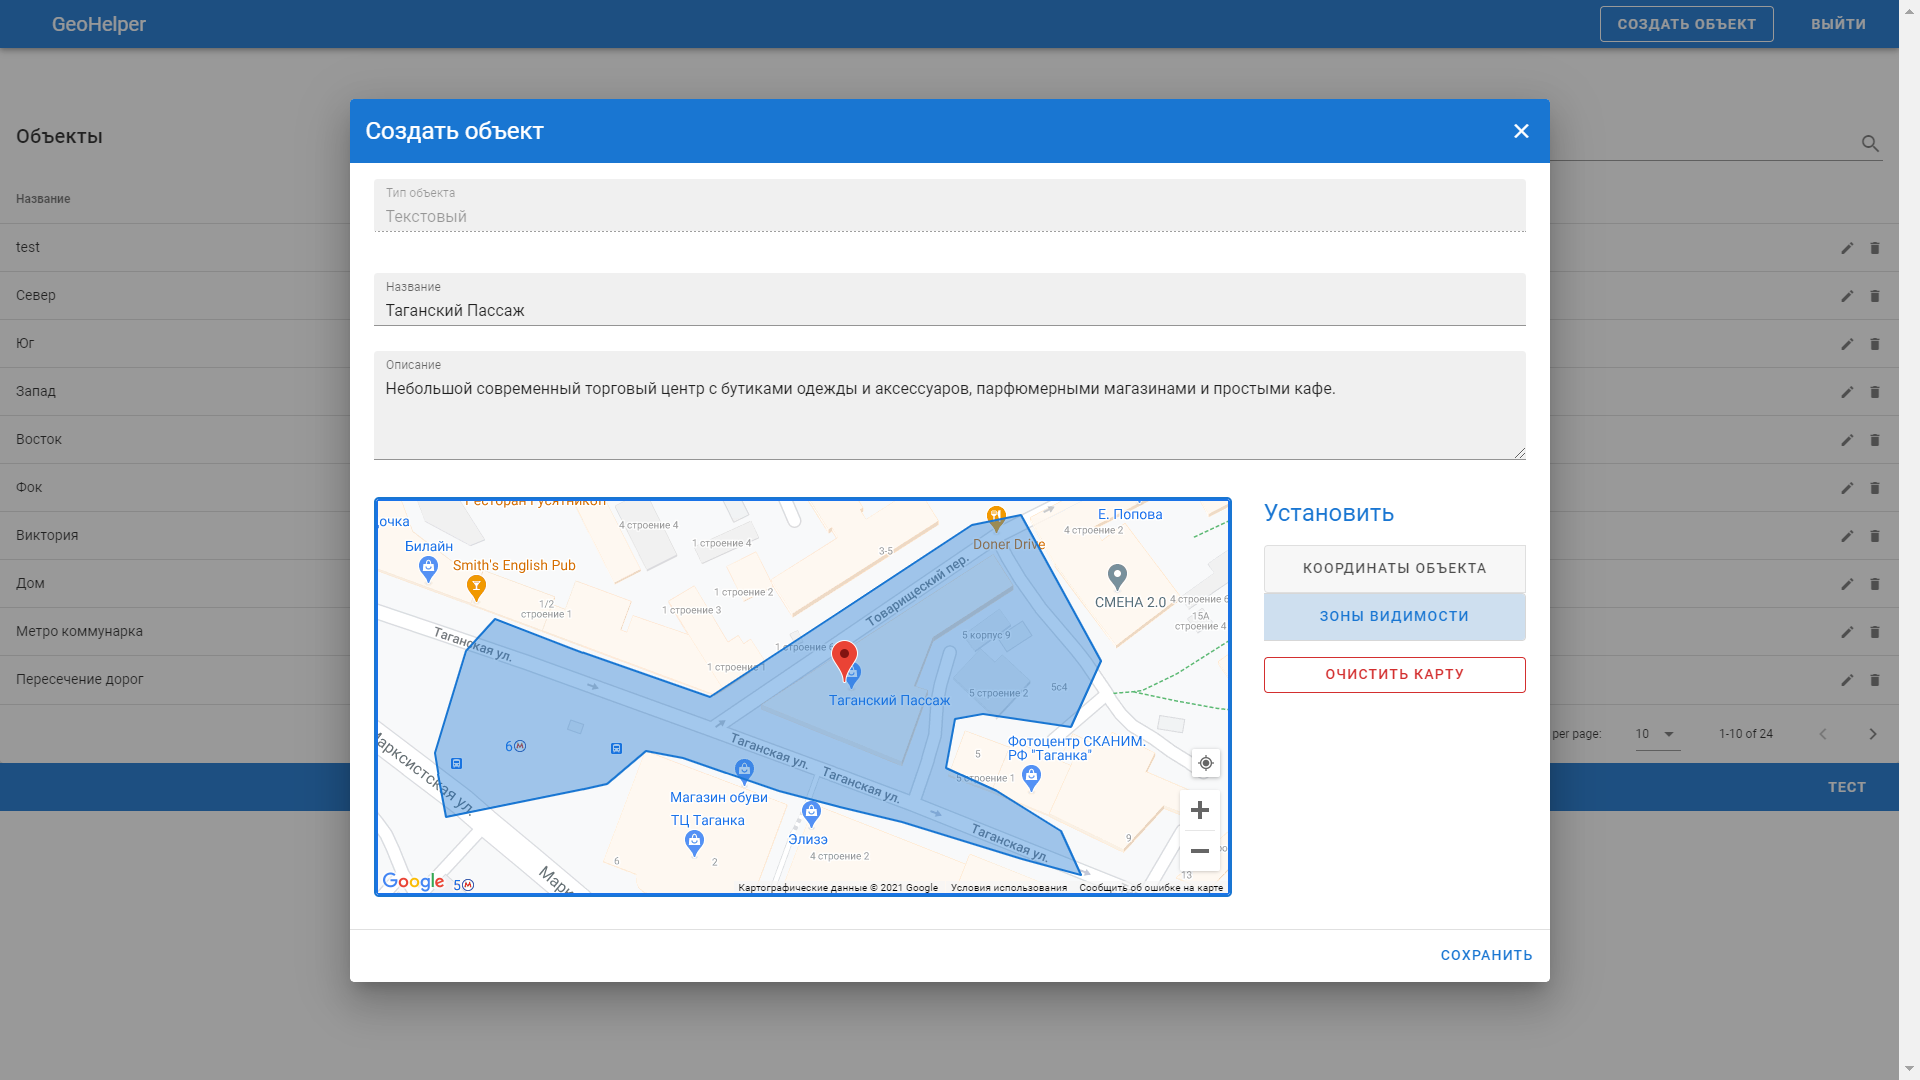 GeoHelper
СОЗДАТЬ ОБЪЕКТ
ВЫЙТИ
Объекты
Название
test
Север
Юг
Запад
Восток
Фок
Виктория
Дом
Метро коммунарка
Пересечение дорог
per page:
10
1-10 of 24
ТЕСТ
Создать объект
Тип объекта
Текстовый
Название
Таганский Пассаж
Описание
Небольшой современный торговый центр с бутиками одежды и аксессуаров, парфюмерными магазинами и простыми кафе.
Ресторан Гусятникоп
дочка
4 строение 4
Е. Попова
4 строение 2
Билайн
1 строение 4
Doner Drive
3-5
Smith's English Pub
Товарищеский пер.
1 строение 2
СМЕНА 2.0
4 строение 6
1/2
строение 1
1 строение 3
15А
строение 4
Таганская ул.
5 корпус 9
1 строение 6
1 строение 1
5с4
5 строение 2
Таганский Пассаж
Марксистская ул.
6
Таганская ул.
Фотоцентр СКАНИМ.
РФ "Таганка"
5
5 строение 1
Таганская ул.
Магазин обуви
ТЦ Таганка
Элизэ
Таганская ул.
9
4 строение 2
6
2
13
Google
5
Марк
Картографические данные © 2021 Google
Условия использования
Сообщить об ошибке на карте
Установить
КООРДИНАТЫ ОБЪЕКТА
ЗОНЫ ВИДИМОСТИ
ОЧИСТИТЬ КАРТУ
СОХРАНИТЬ